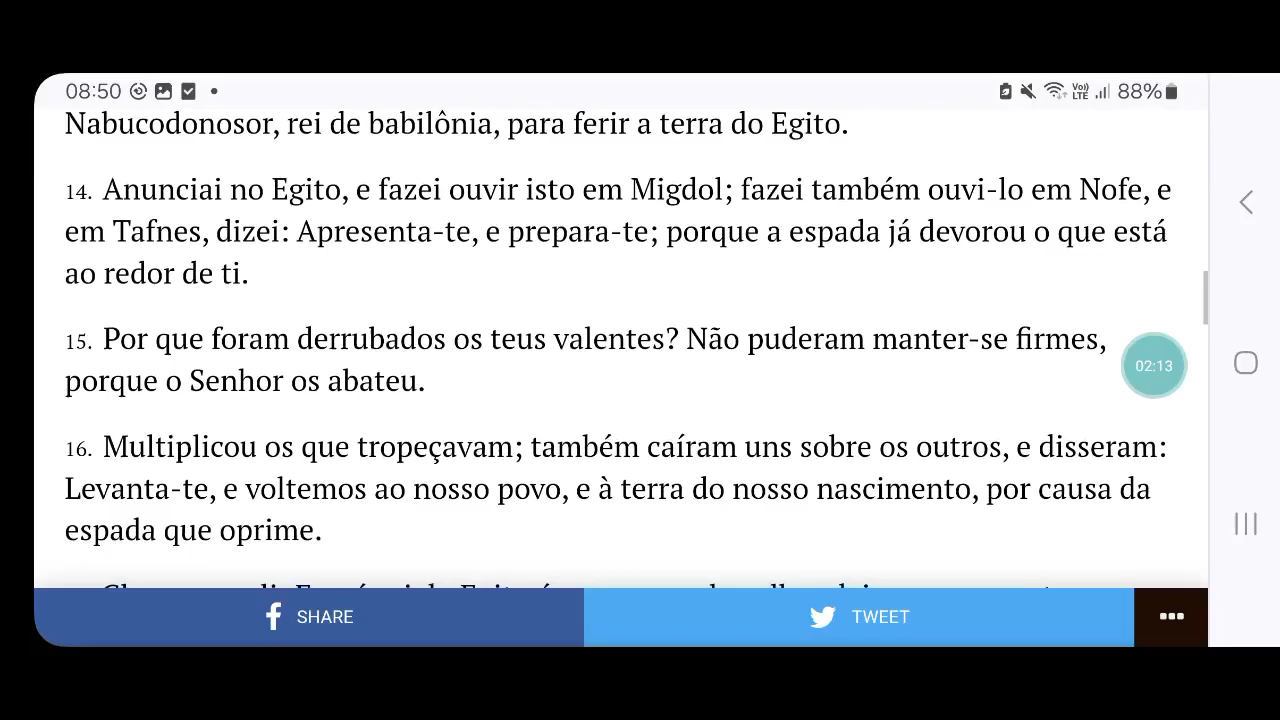 08:50 88%
Nabucodonosor, rei de babilônia, para ferir a terra do Egito.
14. Anunciai no Egito, e fazei ouvir isto em Migdol; fazei também ouvi-lo em Nofe, e
em Tafnes, dizei: Apresenta-te, e prepara-te; porque a espada já devorou o que está
ao redor de ti.
15. Por que foram derrubados os teus valentes? Não puderam manter-se firmes,
porque o Senhor os abateu.
02:13
16. Multiplicou os que tropeçavam; também caíram uns sobre os outros, e disseram:
Levanta-te, e voltemos ao nosso povo, e à terra do nosso nascimento, por causa da
espada que oprime.
SHARE TWEET